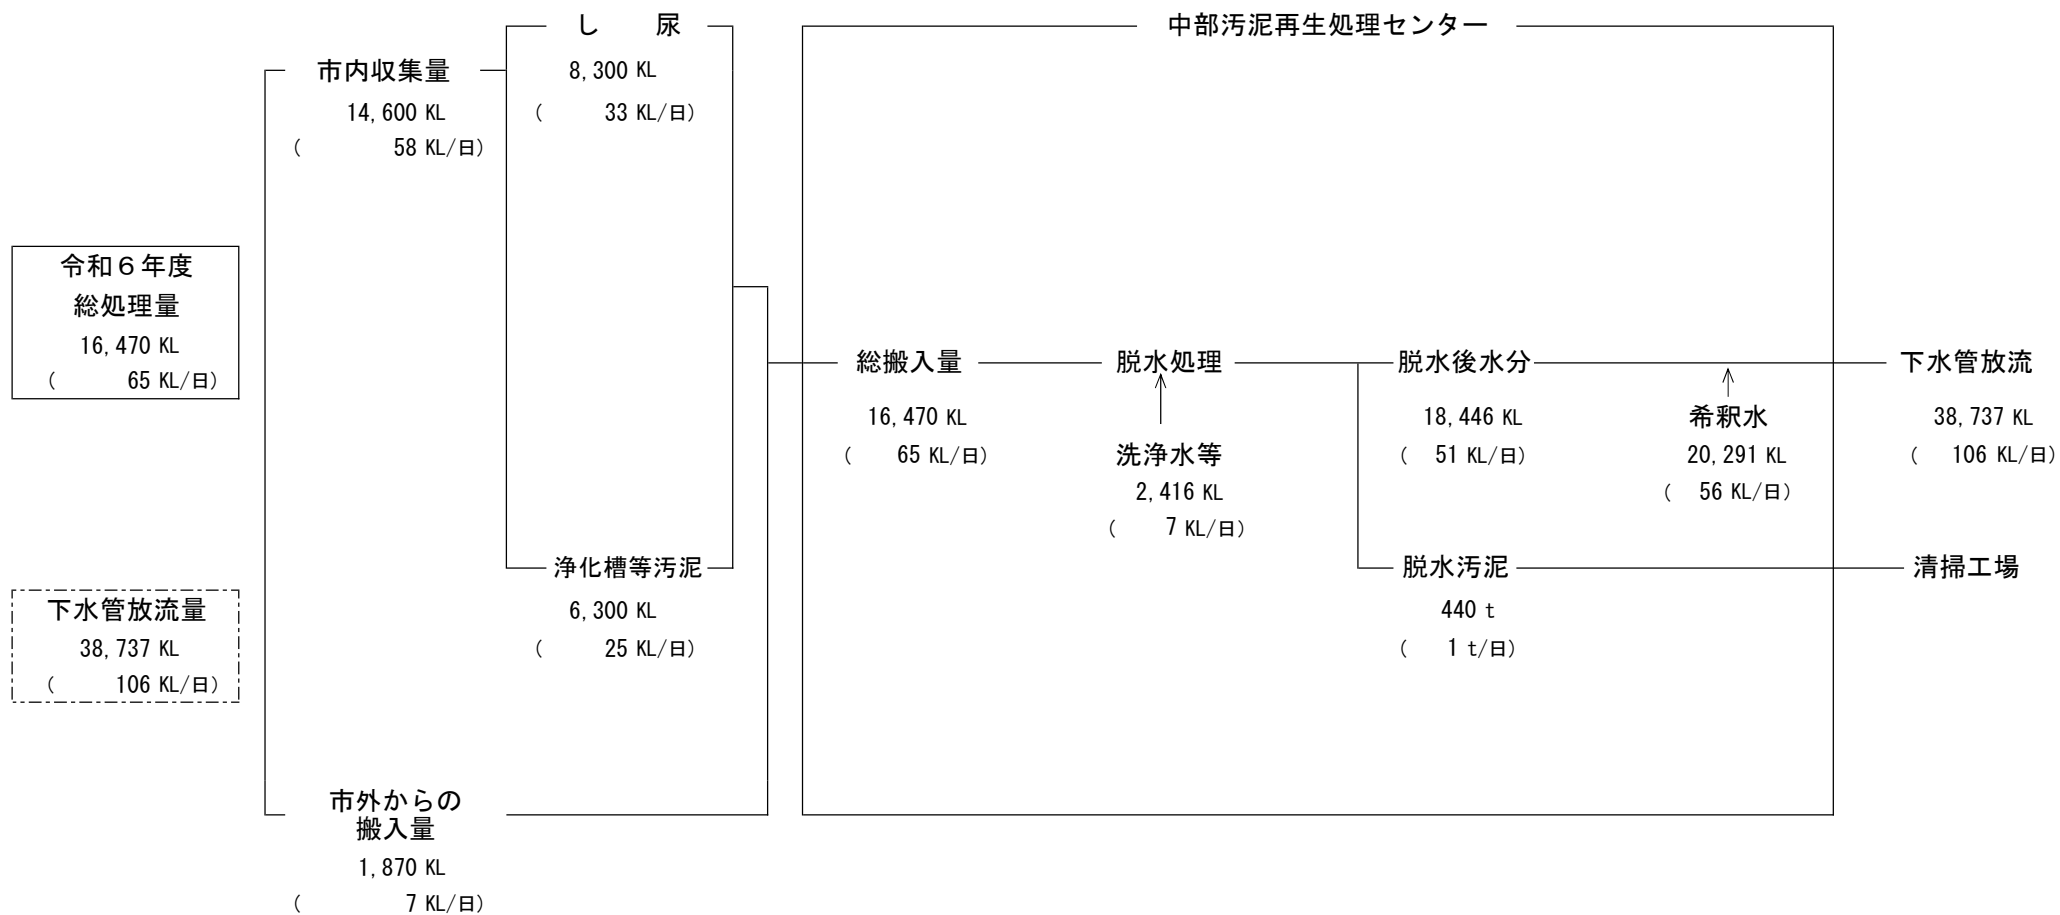 令和６年度
総処理量
16,470 KL
(　　65 KL/日)
下水管放流量
38,737 KL
(　　106 KL/日)
市内収集量
14,600 KL
(　　58 KL/日)
市外からの
搬入量
1,870 KL
(　　7 KL/日)
し　　尿
8,300 KL
(　　33 KL/日)
浄化槽等汚泥
6,300 KL
(　　25 KL/日)
中部汚泥再生処理センター
総搬入量
16,470 KL
(　　65 KL/日)
脱水処理
洗浄水等
2,416 KL
(　　7 KL/日)
脱水後水分
18,446 KL
(　　51 KL/日)
希釈水
20,291 KL
(　　56 KL/日)
脱水汚泥
440 t
(　　1 t/日)
下水管放流
38,737 KL
(　　106 KL/日)
清掃工場